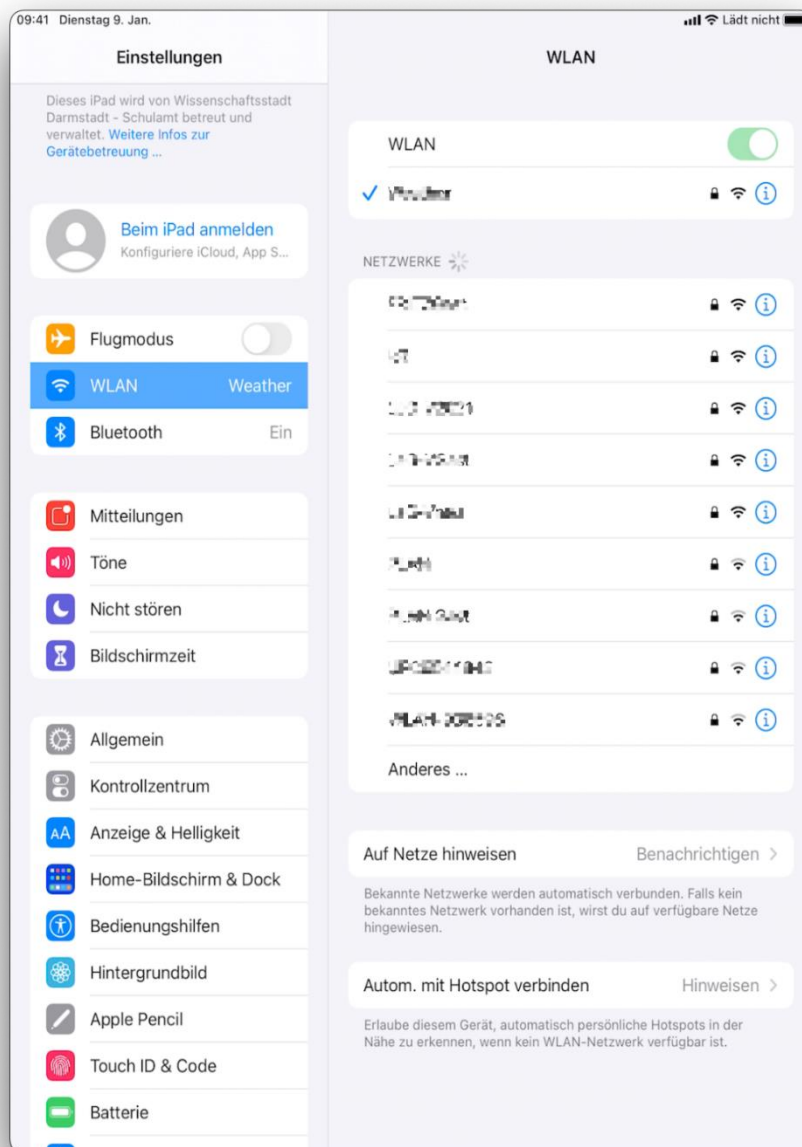 09:41 Dienstag 9. Jan.
Lädt nicht
Einstellungen
Dieses iPad wird von Wissenschaftsstadt
Darmstadt - Schulamt betreut und
verwaltet. Weitere Infos zur
Gerätebetreuung ...
Beim iPad anmelden
Konfiguriere iCloud, App S...
Flugmodus
WLAN Weather
Bluetooth Ein
Mitteilungen
Töne
Nicht stören
Bildschirmzeit
Allgemein
Kontrollzentrum
AA Anzeige & Helligkeit
Home-Bildschirm & Dock
Bedienungshilfen
Hintergrundbild
Apple Pencil
Touch ID & Code
Batterie
WLAN
WLAN
NETZWERKE
Anderes ...
Auf Netze hinweisen Benachrichtigen
Bekannte Netzwerke werden automatisch verbunden. Falls kein
bekanntes Netzwerk vorhanden ist, wirst du auf verfügbare Netze
hingewiesen.
Autom. mit Hotspot verbinden Hinweisen
Erlaube diesem Gerät, automatisch persönliche Hotspots in der
Nähe zu erkennen, wenn kein WLAN-Netzwerk verfügbar ist.